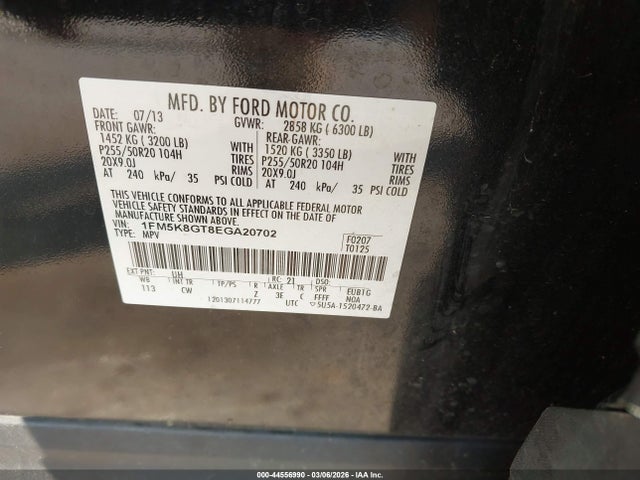 MFD. BY FORD MOTOR CO.
DATE: 07/13 GVWR: 2858 KG ( 6300 LB)
FRONT GAWR: REAR GAWR:
1452 KG ( 3200 LB) WITH 1520 KG ( 3350 LB) WITH
P255/50R20 104H TIRES P255/50R20 104H TIRES
20X9.0J RIMS 20X9.0J RIMS
AT 240 kPa/ 35 PSI COLD AT 240 kPa/ 35 PSI COLD
THIS VEHICLE CONFORMS TO ALL APPLICABLE FEDERAL MOTOR
VEHICLE SAFETY STANDARDS IN EFFECT ON THE DATE OF
MANUFACTURE SHOWN ABOVE.
VIN: 1FM5K8GT8EGA20702
TYPE: MPV F0207
T0125
EXT PNT: UH RC: 21 DSO:
WB INT TR TP/PS R AXLE TR SPR EUB1G
113 CW Z 3E C FFFF NOA
1201307114777 UTC 5U5A-1520472-BA
000-44556990 - 03/06/2026 - IAA Inc.